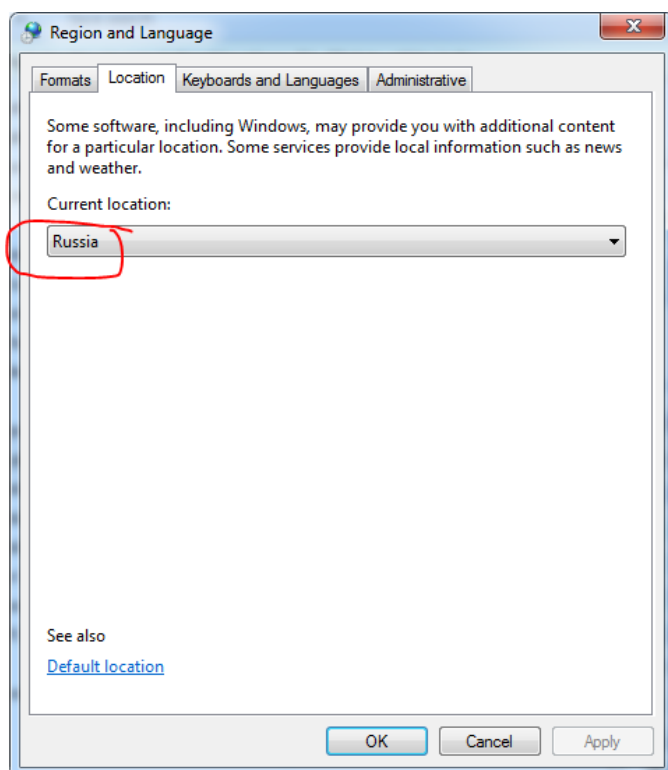 Region and Language
Formats Location Keyboards and Languages Administrative
Some software, including Windows, may provide you with additional content
for a particular location. Some services provide local information such as news
and weather.
Current location:
Russia
See also
Default location
OK Cancel Apply